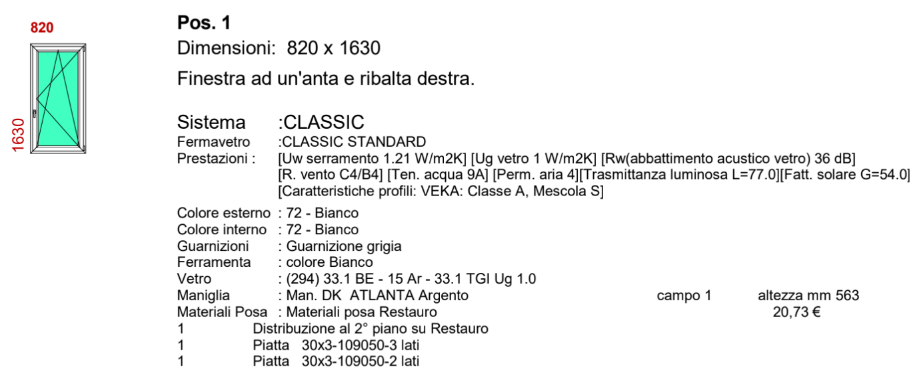 820
1630
Pos. 1
Dimensioni: 820 x 1630
Finestra ad un'anta e ribalta destra.
Sistema :CLASSIC
Fermavetro :CLASSIC STANDARD
Prestazioni : [Uw serramento 1.21 W/m2K] [Ug vetro 1 W/m2K] [Rw(abbattimento acustico vetro) 36 dB]
[R. vento C4/B4] [Ten. acqua 9A] [Perm. aria 4][Trasmittanza luminosa L=77.0][Fatt. solare G=54.0]
[Caratteristiche profili: VEKA: Classe A, Mescola S]
Colore esterno : 72 - Bianco
Colore interno : 72 - Bianco
Guarnizioni : Guarnizione grigia
Ferramenta : colore Bianco
Vetro : (294) 33.1 BE - 15 Ar - 33.1 TGI Ug 1.0
Maniglia : Man. DK ATLANTA Argento campo 1 altezza mm 563
Materiali Posa : Materiali posa Restauro 20,73 €
1 Distribuzione al 2° piano su Restauro
1 Piatta 30x3-109050-3 lati
1 Piatta 30x3-109050-2 lati